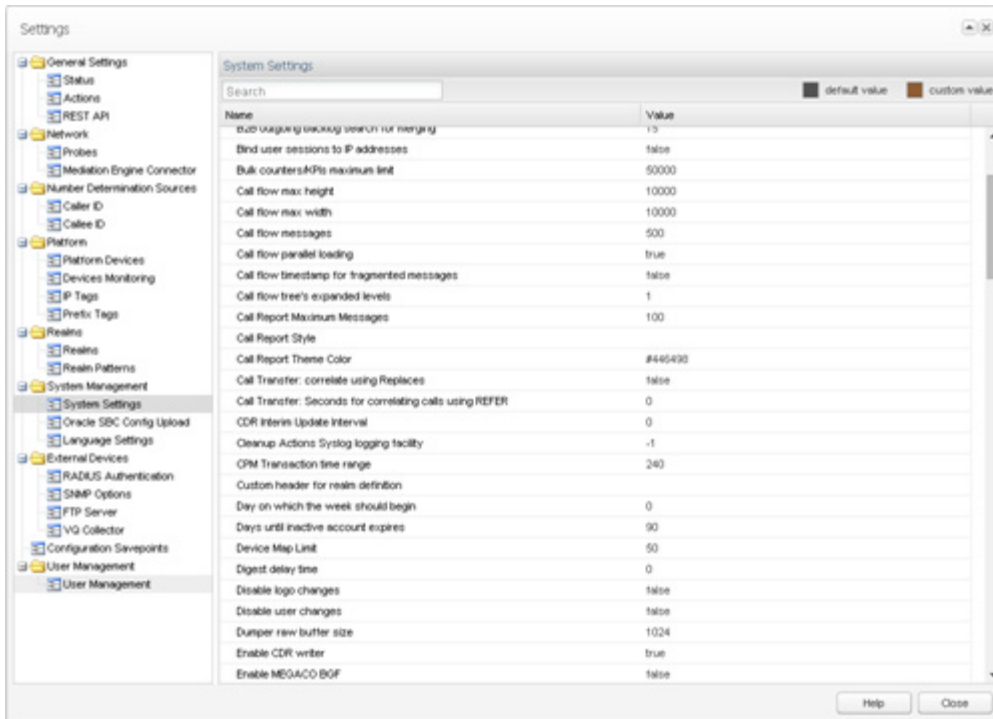 Settings
General Settings
Status
Actions
REST API
Network
Probes
Mediation Engine Connector
Number Determination Sources
Caller ID
Callee ID
Platform
Platform Devices
Devices Monitoring
IP Tags
Prefix Tags
Realms
Realms
Realm Patterns
System Management
System Settings
Oracle SBC Config Upload
Language Settings
External Devices
RADIUS Authentication
SNMP Options
FTP Server
VQ Collector
Configuration Savepoints
User Management
User Management
System Settings
Search default value custom value
Name Value
B2B outgoing backlog search for merging 15
Bind user sessions to IP addresses false
Bulk counters/KPIs maximum limit 50000
Call flow max height 10000
Call flow max width 10000
Call flow messages 500
Call flow parallel loading true
Call flow timestamp for fragmented messages false
Call flow tree's expanded levels 1
Call Report Maximum Messages 100
Call Report Style
Call Report Theme Color #446498
Call Transfer: correlate using Replaces false
Call Transfer: Seconds for correlating calls using REFER 0
CDR Interim Update Interval 0
Cleanup Actions Syslog logging facility -1
CPM Transaction time range 240
Custom header for realm definition
Day on which the week should begin 0
Days until inactive account expires 90
Device Map Limit 50
Digest delay time 0
Disable logo changes false
Disable user changes false
Dumper raw buffer size 1024
Enable CDR writer true
Enable MEGACO BGF false
Help Close